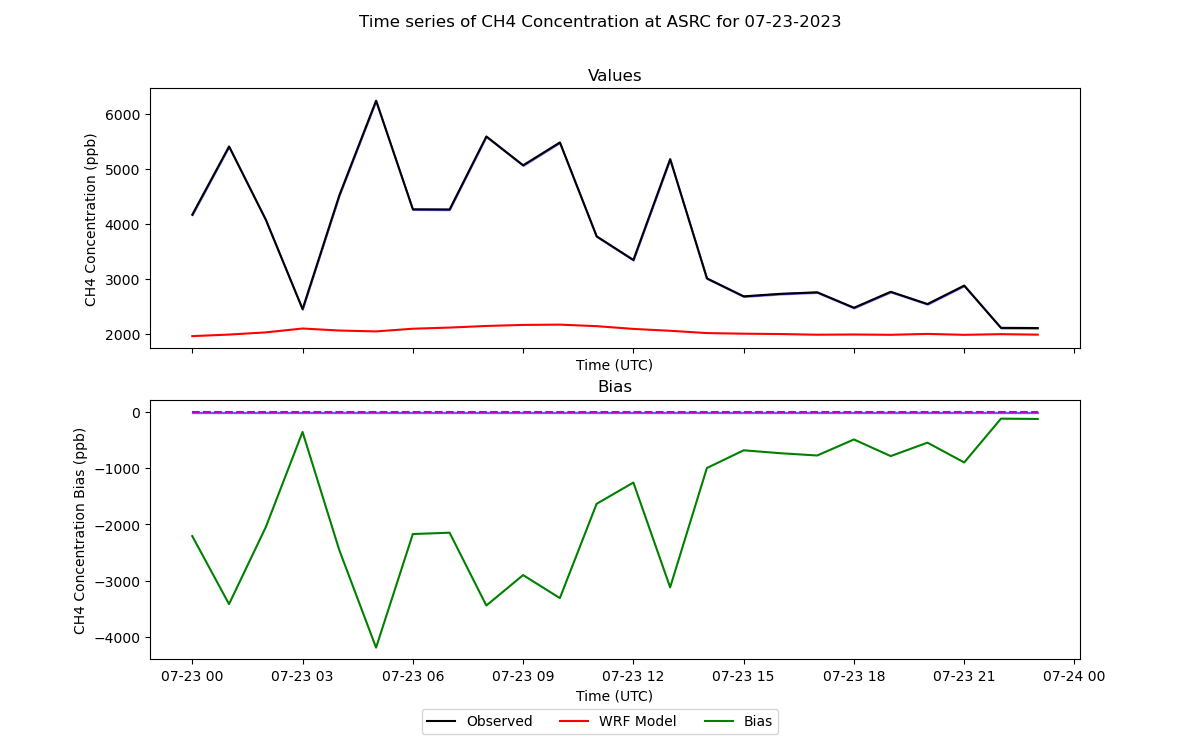 Time series of CH4 Concentration at ASRC for 07-23-2023
Values
CH4 Concentration (ppb)
6000
5000
4000
3000
2000
Time (UTC)
Bias
CH4 Concentration Bias (ppb)
0
−1000
−2000
−3000
−4000
07-23 00 07-23 03 07-23 06 07-23 09 07-23 12 07-23 15 07-23 18 07-23 21 07-24 00
Time (UTC)
Observed WRF Model Bias